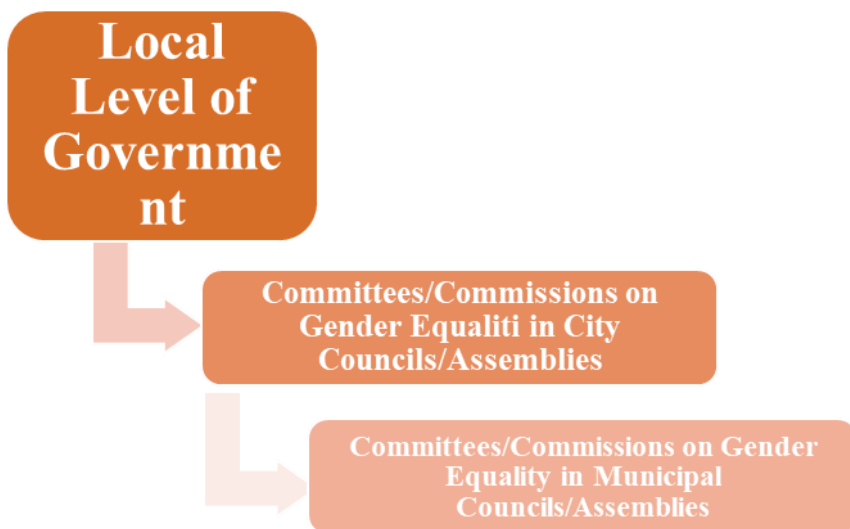 Local
Level of
Governme
nt
Committees/Commissions on
Gender Equaliti in City
Councils/Assemblies
Committees/Commissions on Gender
Equality in Municipal
Councils/Assemblies